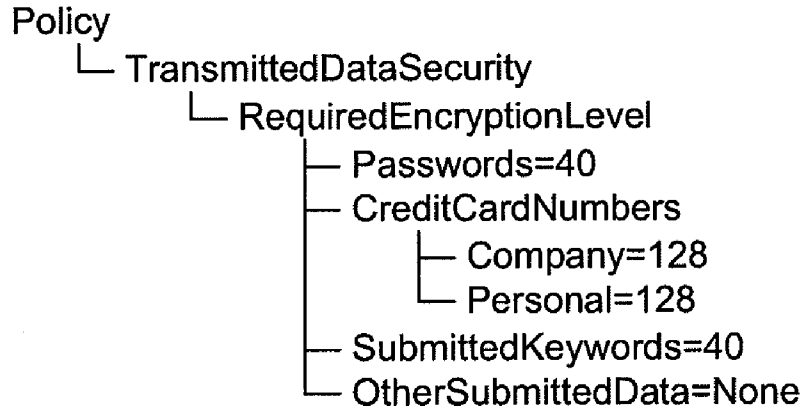 Policy
TransmittedDataSecurity
RequiredEncryptionLevel
Passwords=40
CreditCardNumbers
Company=128
Personal=128
SubmittedKeywords=40
OtherSubmittedData=None